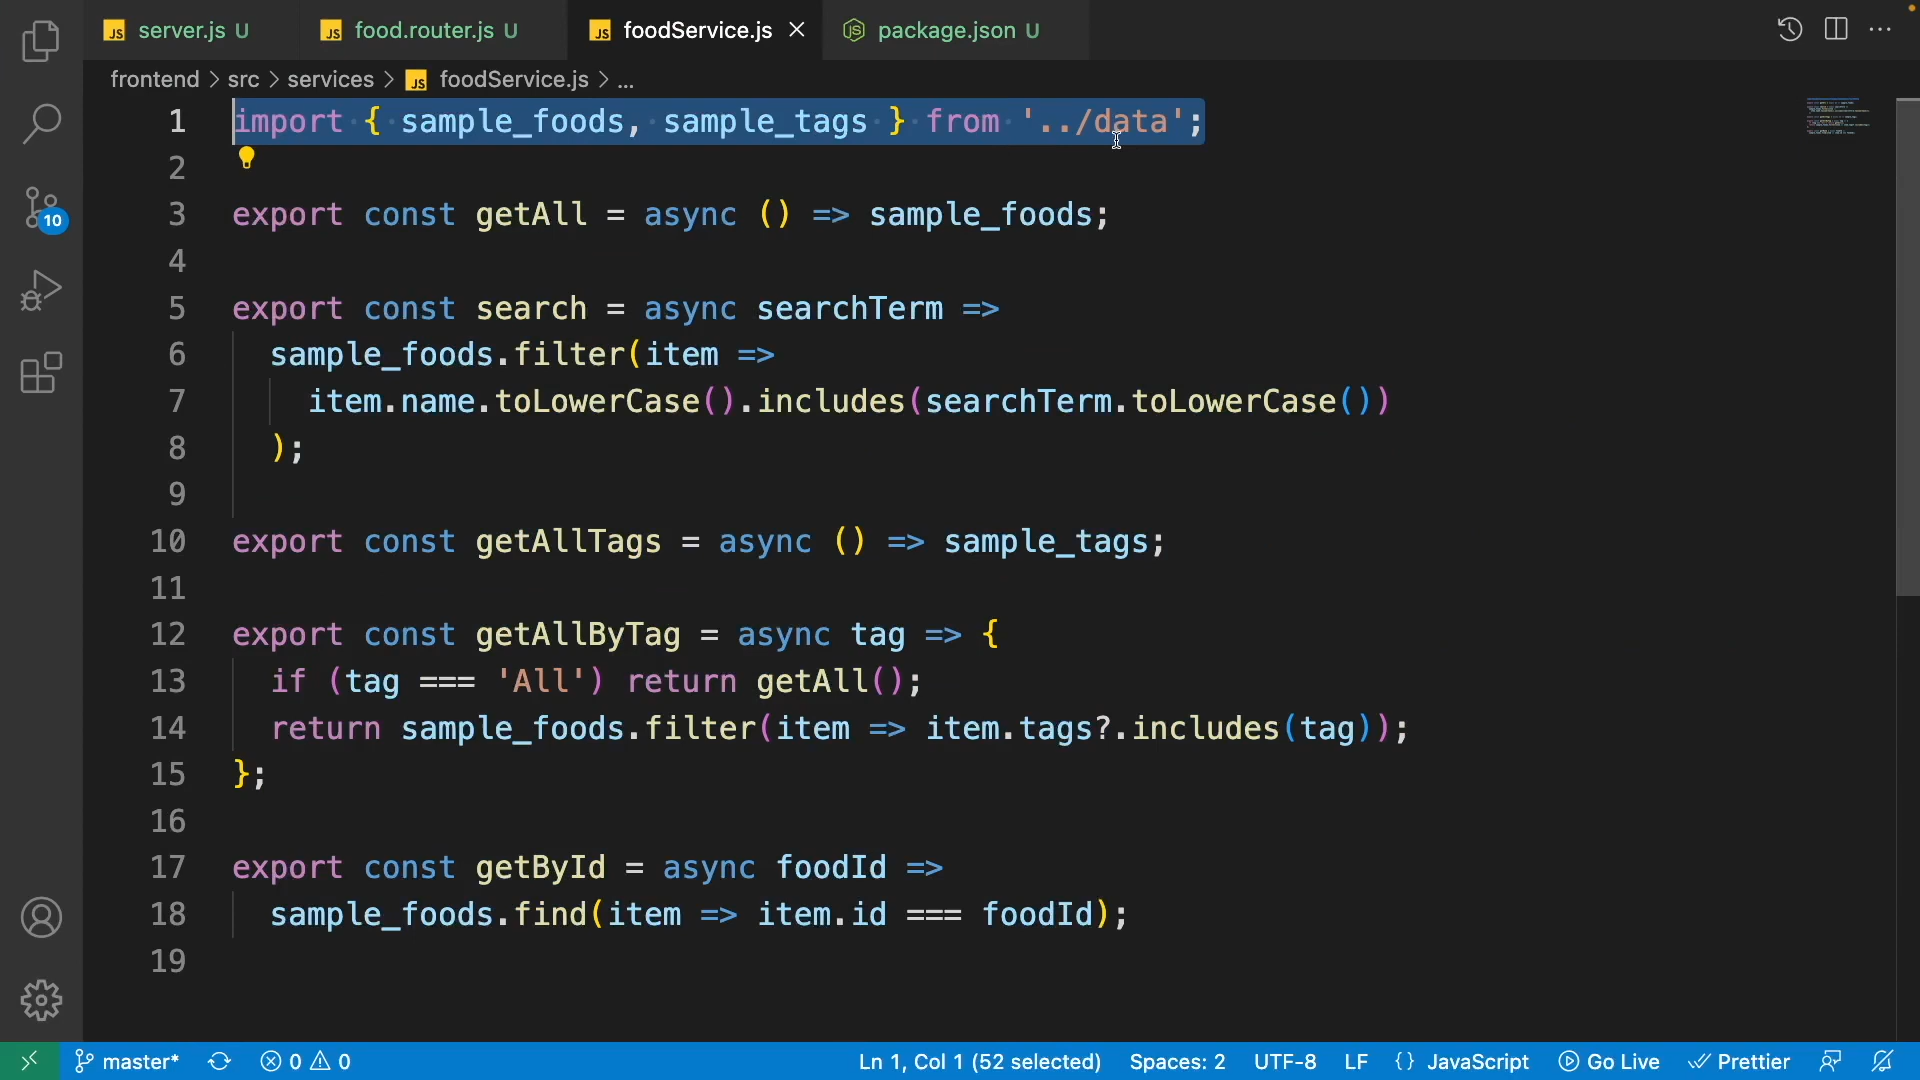 JS server.js U JS food.router.js U JS foodService.js package.json U
frontend > src > services > JS foodService.js > ...
1 import { sample_foods, sample_tags } from '../data';
2
3 export const getAll = async () => sample_foods;
4
5 export const search = async searchTerm =>
6 sample_foods.filter(item =>
7 item.name.toLowerCase().includes(searchTerm.toLowerCase())
8 );
9
10 export const getAllTags = async () => sample_tags;
11
12 export const getAllByTag = async tag => {
13 if (tag === 'All') return getAll();
14 return sample_foods.filter(item => item.tags?.includes(tag));
15 };
16
17 export const getById = async foodId =>
18 sample_foods.find(item => item.id === foodId);
19
10
master* 0 0 Ln 1, Col 1 (52 selected) Spaces: 2 UTF-8 LF {} JavaScript Go Live Prettier